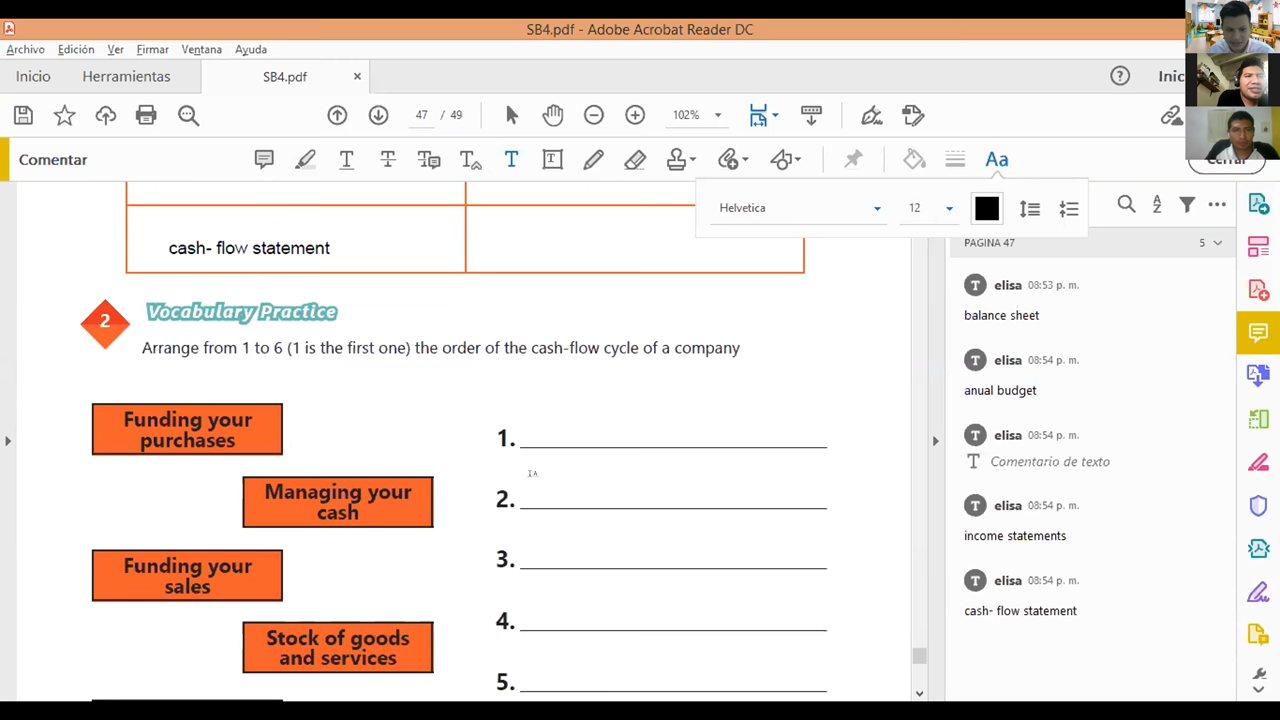 SB4.pdf - Adobe Acrobat Reader DC
Archivo Edición Ver Firmar Ventana Ayuda
Inicio Herramientas SB4.pdf × Inic
47 / 49 102%
Comentar
Cerrar
Helvetica 12
PÁGINA 47 5
cash- flow statement
2 Vocabulary Practice
Arrange from 1 to 6 (1 is the first one) the order of the cash-flow cycle of a company
Funding your
purchases
Managing your
cash
Funding your
sales
Stock of goods
and services
1.
2.
3.
4.
5.
elisa 08:53 p. m.
balance sheet
elisa 08:54 p. m.
anual budget
elisa 08:54 p. m.
Comentario de texto
elisa 08:54 p. m.
income statements
elisa 08:54 p. m.
cash- flow statement